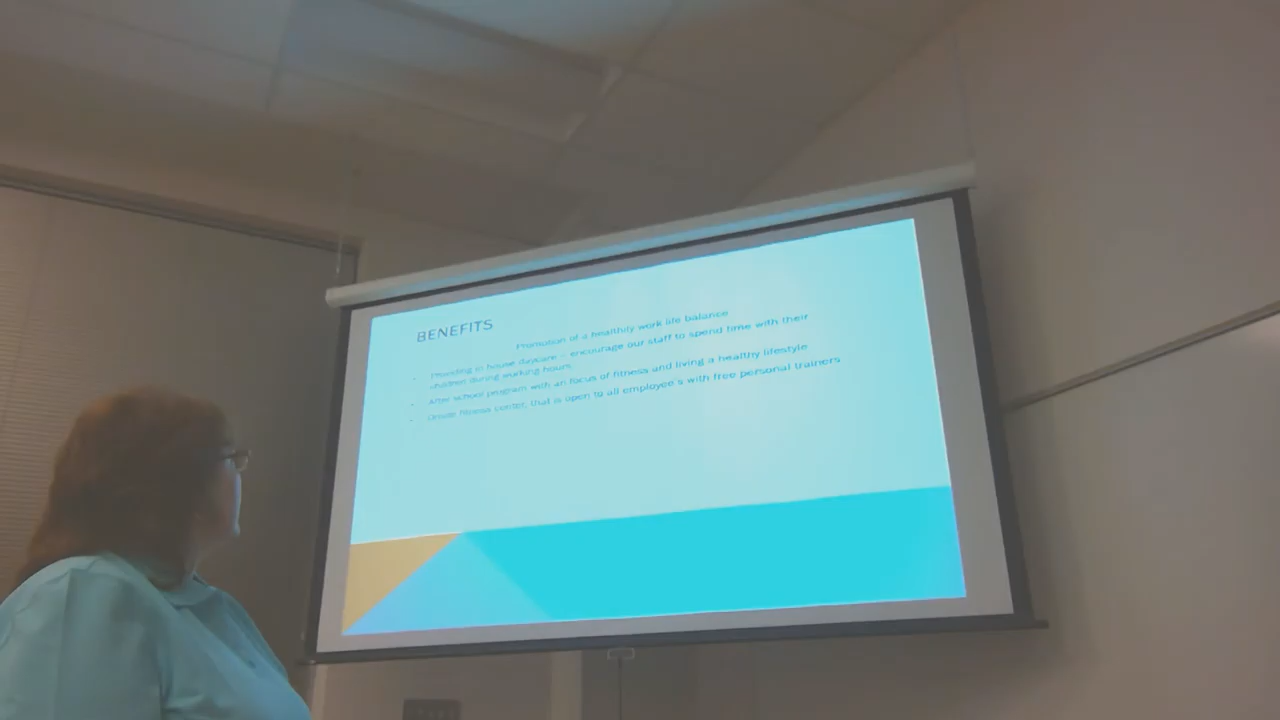 BENEFITS
Promotion of a healthily work life balance
Providing in house daycare – encourage our staff to spend time with their
children during working hours.
After school program with an focus of fitness and living a healthy lifestyle
Onsite fitness center, that is open to all employee's with free personal trainers